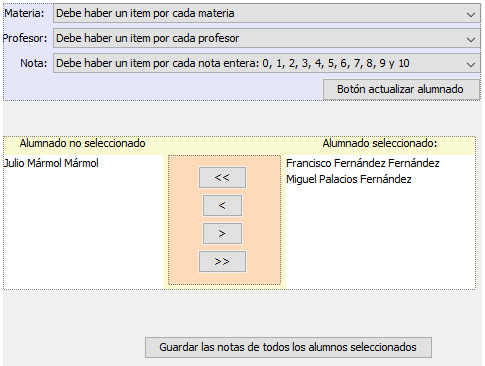 Materia: Debe haber un item por cada materia
Profesor: Debe haber un item por cada profesor
Nota: Debe haber un item por cada nota entera: 0, 1, 2, 3, 4, 5, 6, 7, 8, 9 y 10
Botón actualizar alumnado
Alumnado no seleccionado Alumnado seleccionado:
Julio Mármol Mármol << Francisco Fernández Fernández
Miguel Palacios Fernández
<
>
>>
Guardar las notas de todos los alumnos seleccionados